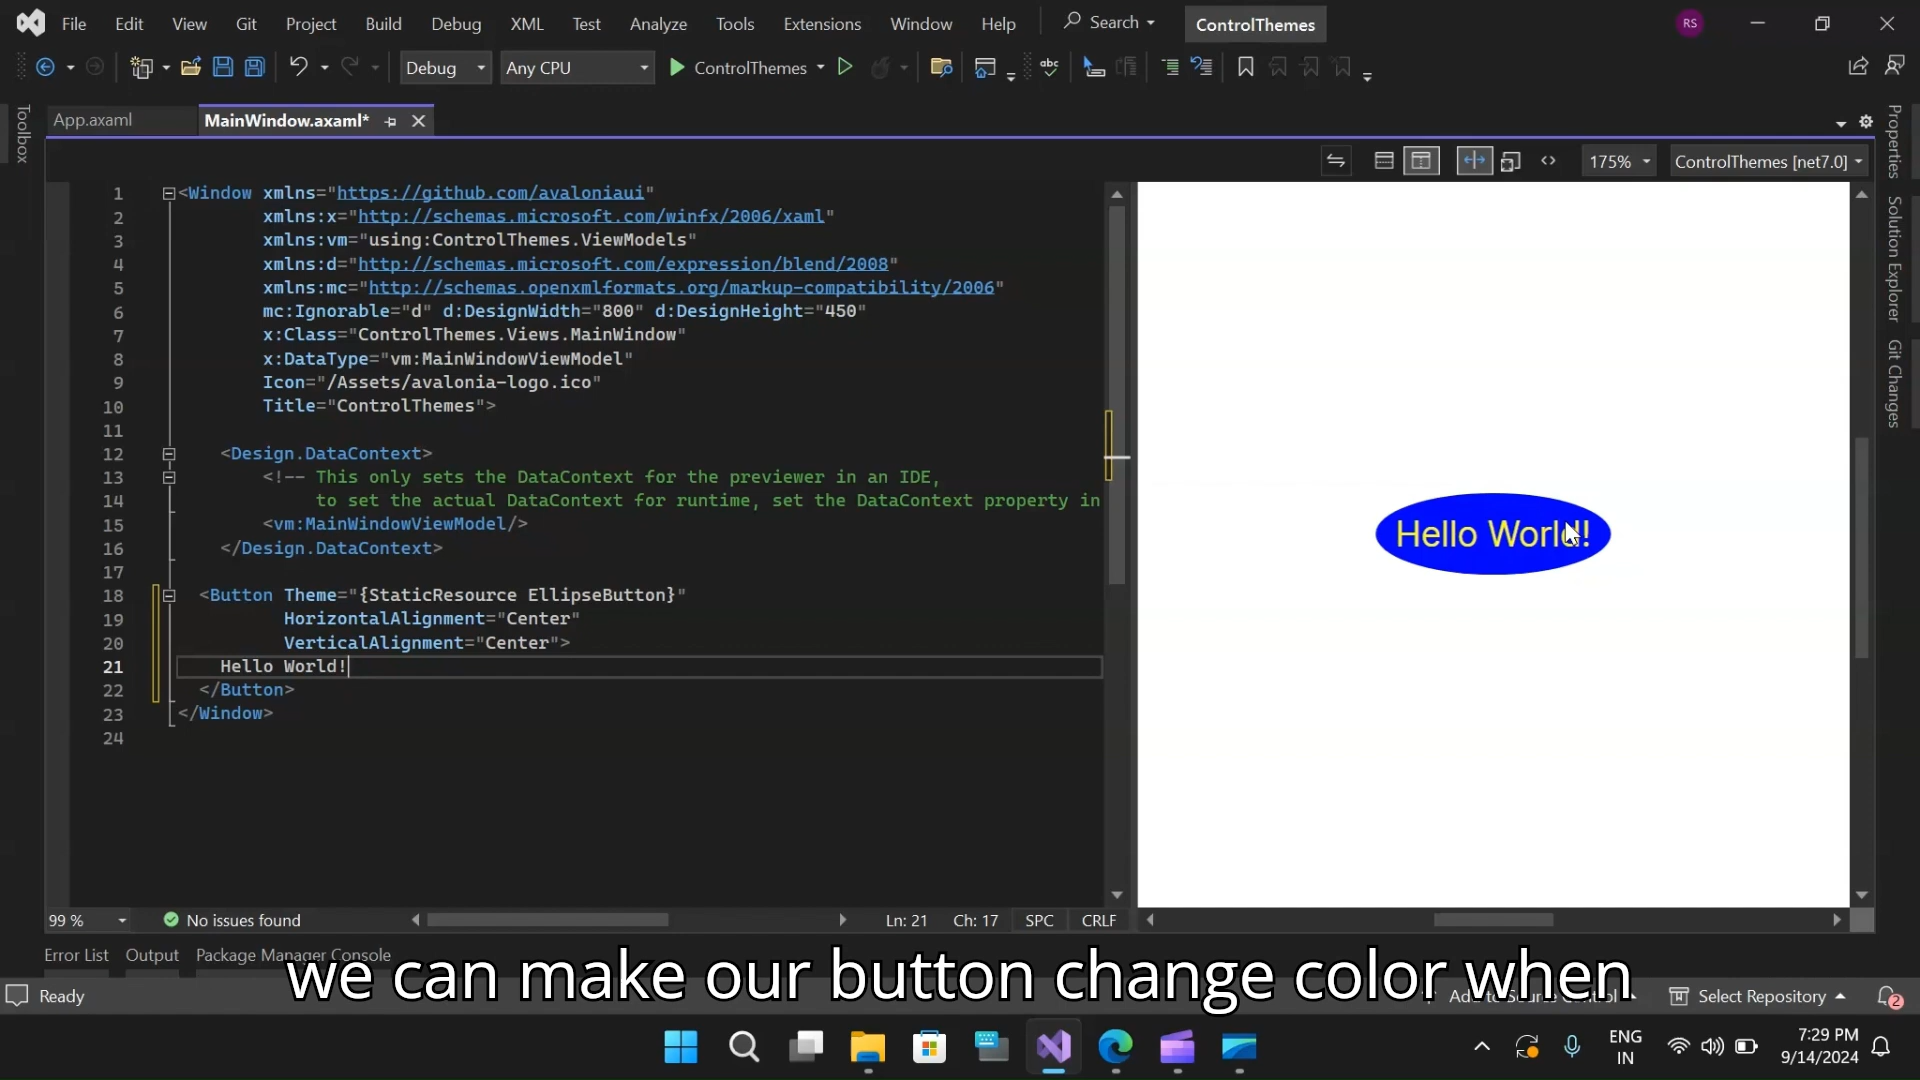 File Edit View Git Project Build Debug XML Test Analyze Tools Extensions Window Help Search ControlThemes RS
Debug Any CPU ControlThemes
App.axaml MainWindow.axaml*
175% ControlThemes [net7.0]
Toolbox
1 <Window xmlns="https://github.com/avaloniaui"
2 xmlns:x="http://schemas.microsoft.com/winfx/2006/xaml"
3 xmlns:vm="using:ControlThemes.ViewModels"
4 xmlns:d="http://schemas.microsoft.com/expression/blend/2008"
5 xmlns:mc="http://schemas.openxmlformats.org/markup-compatibility/2006"
6 mc:Ignorable="d" d:DesignWidth="800" d:DesignHeight="450"
7 x:Class="ControlThemes.Views.MainWindow"
8 x:DataType="vm:MainWindowViewModel"
9 Icon="/Assets/avalonia-logo.ico"
10 Title="ControlThemes">
11
12 <Design.DataContext>
13 <!-- This only sets the DataContext for the previewer in an IDE,
14 to set the actual DataContext for runtime, set the DataContext property in
15 <vm:MainWindowViewModel/>
16 </Design.DataContext>
17
18 <Button Theme="{StaticResource EllipseButton}"
19 HorizontalAlignment="Center"
20 VerticalAlignment="Center">
21 Hello World!
22 </Button>
23 </Window>
24
Hello World!
Properties
Solution Explorer
Git Changes
99 % No issues found Ln: 21 Ch: 17 SPC CRLF
Error List Output Package Manager Console
we can make our button change color when
Ready Add to Source Control Select Repository 2
ENG
IN
7:29 PM
9/14/2024